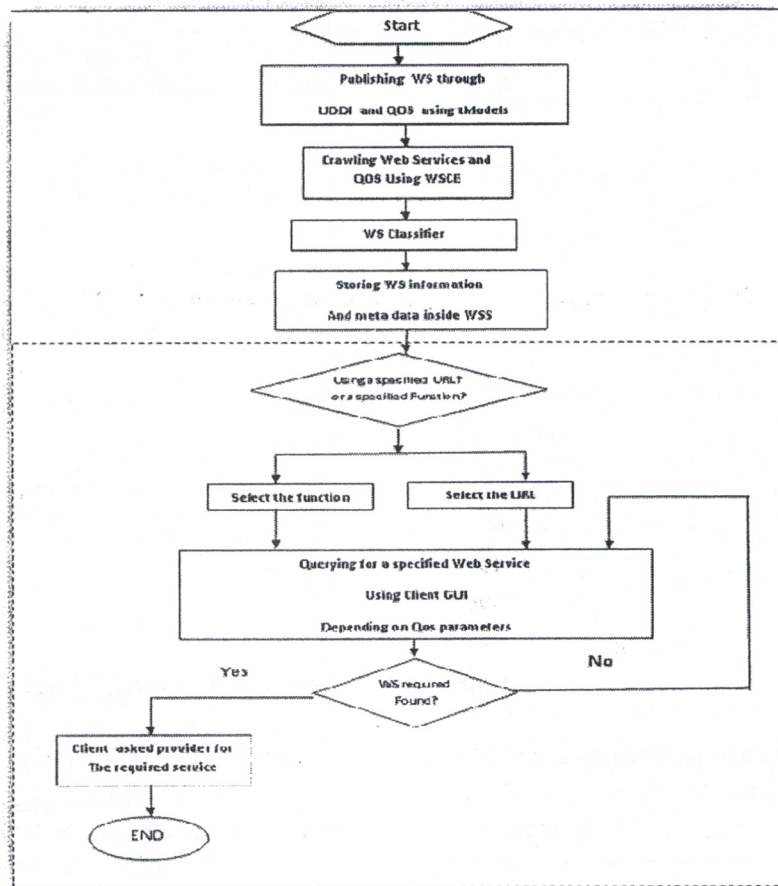 Start
Publishing WS through
UDDI and QOS using tModels
Crawling Web Services and
QOS Using WSCE
WS Classifier
Storing WS information
And meta data inside WSS
Using a specified URL?
or a specified Function?
Select the function
Select the URL
Querying for a specified Web Service
Using Client GUI
Depending on Qos parameters
Yes
No
WS required
Found?
Client asked provider for
The required service
END